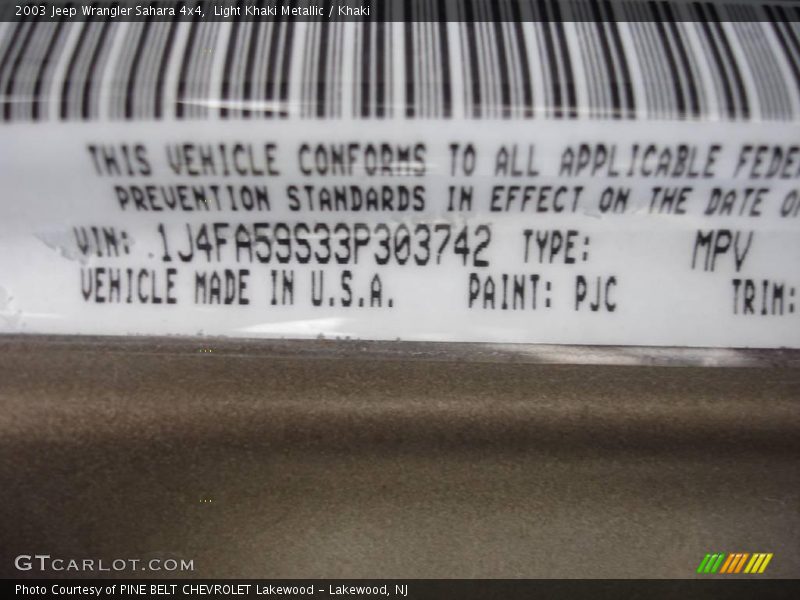 2003 Jeep Wrangler Sahara 4x4, Light Khaki Metallic / Khaki
THIS VEHICLE CONFORMS TO ALL APPLICABLE
PREVENTION STANDARDS IN EFFECT ON THE DATE
VIN: 1J4FA59S33P303742 TYPE: MPV
VEHICLE MADE IN U.S.A. PAINT: PJC TRIM:
GTCARLOT.COM
Photo Courtesy of PINE BELT CHEVROLET Lakewood - Lakewood, NJ